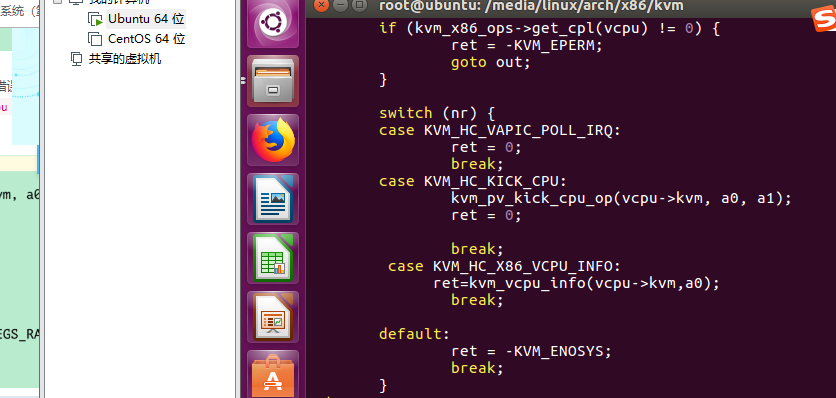 系统（第
我的计算机
Ubuntu 64 位
CentOS 64 位
共享的虚拟机
pu
vm, a0
EGS_RA
root@ubuntu: /media/linux/arch/x86/kvm
if (kvm_x86_ops->get_cpl(vcpu) != 0) {
ret = -KVM_EPERM;
goto out;
}
switch (nr) {
case KVM_HC_VAPIC_POLL_IRQ:
ret = 0;
break;
case KVM_HC_KICK_CPU:
kvm_pv_kick_cpu_op(vcpu->kvm, a0, a1);
ret = 0;
break;
case KVM_HC_X86_VCPU_INFO:
ret=kvm_vcpu_info(vcpu->kvm,a0);
break;
default:
ret = -KVM_ENOSYS;
break;
}